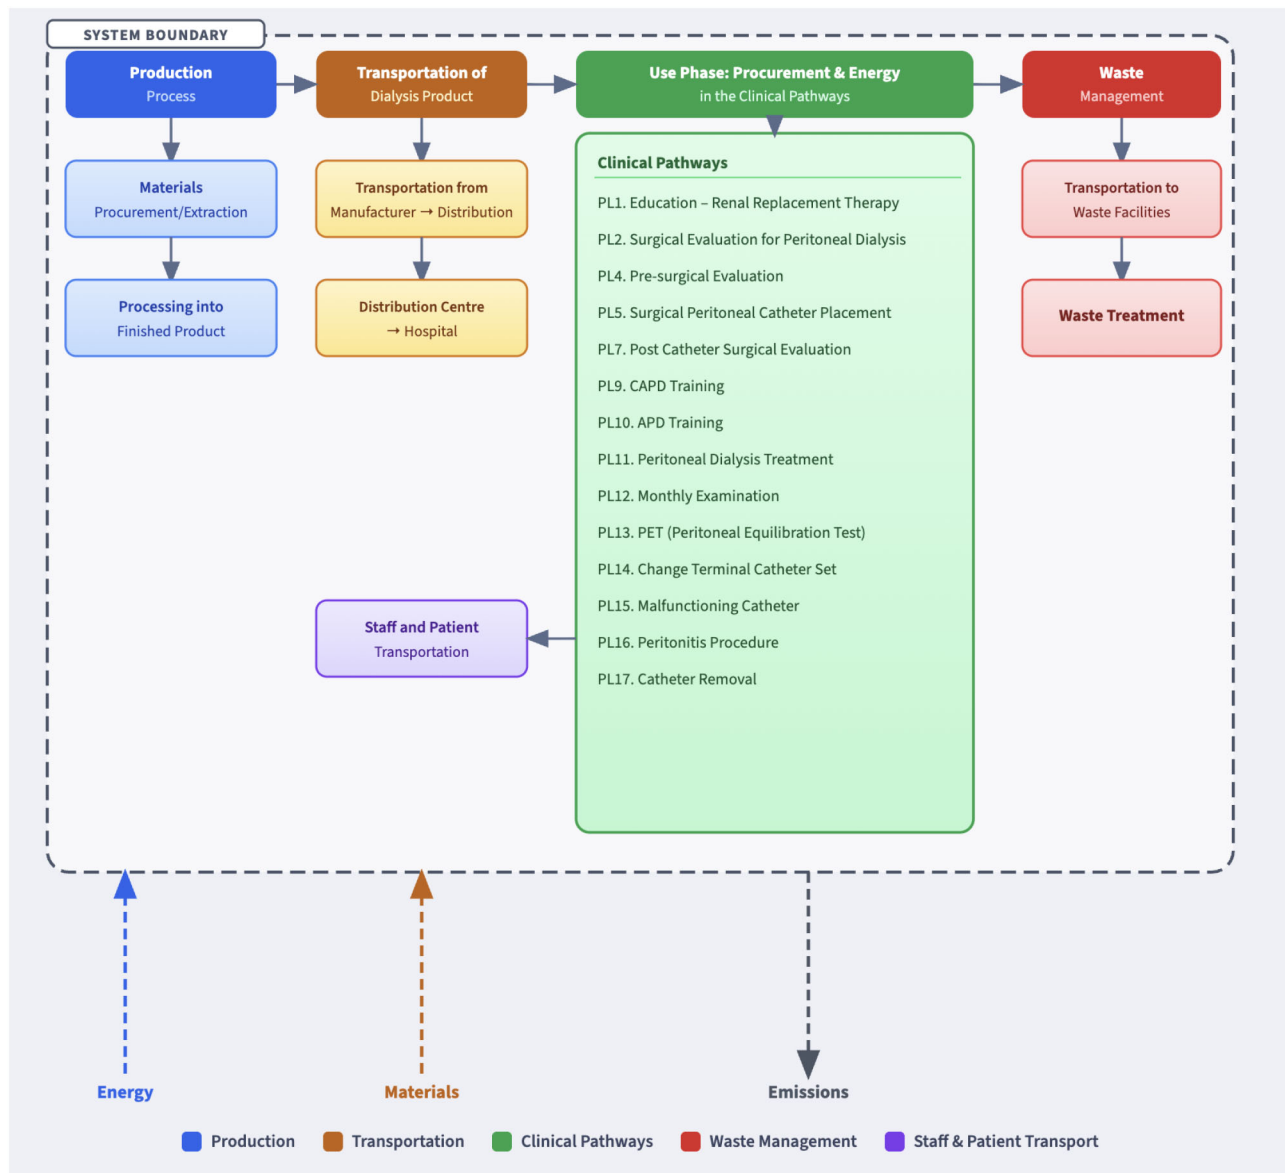 SYSTEM BOUNDARY
Production
Process
Transportation of
Dialysis Product
Use Phase: Procurement & Energy
in the Clinical Pathways
Waste
Management
Materials
Procurement/Extraction
Processing into
Finished Product
Transportation from
Manufacturer → Distribution
Distribution Centre
→ Hospital
Clinical Pathways
PL1. Education – Renal Replacement Therapy
PL2. Surgical Evaluation for Peritoneal Dialysis
PL4. Pre-surgical Evaluation
PL5. Surgical Peritoneal Catheter Placement
PL7. Post Catheter Surgical Evaluation
PL9. CAPD Training
PL10. APD Training
PL11. Peritoneal Dialysis Treatment
PL12. Monthly Examination
PL13. PET (Peritoneal Equilibration Test)
PL14. Change Terminal Catheter Set
PL15. Malfunctioning Catheter
PL16. Peritonitis Procedure
PL17. Catheter Removal
Transportation to
Waste Facilities
Waste Treatment
Staff and Patient
Transportation
Energy
Materials
Emissions
Production
Transportation
Clinical Pathways
Waste Management
Staff & Patient Transport